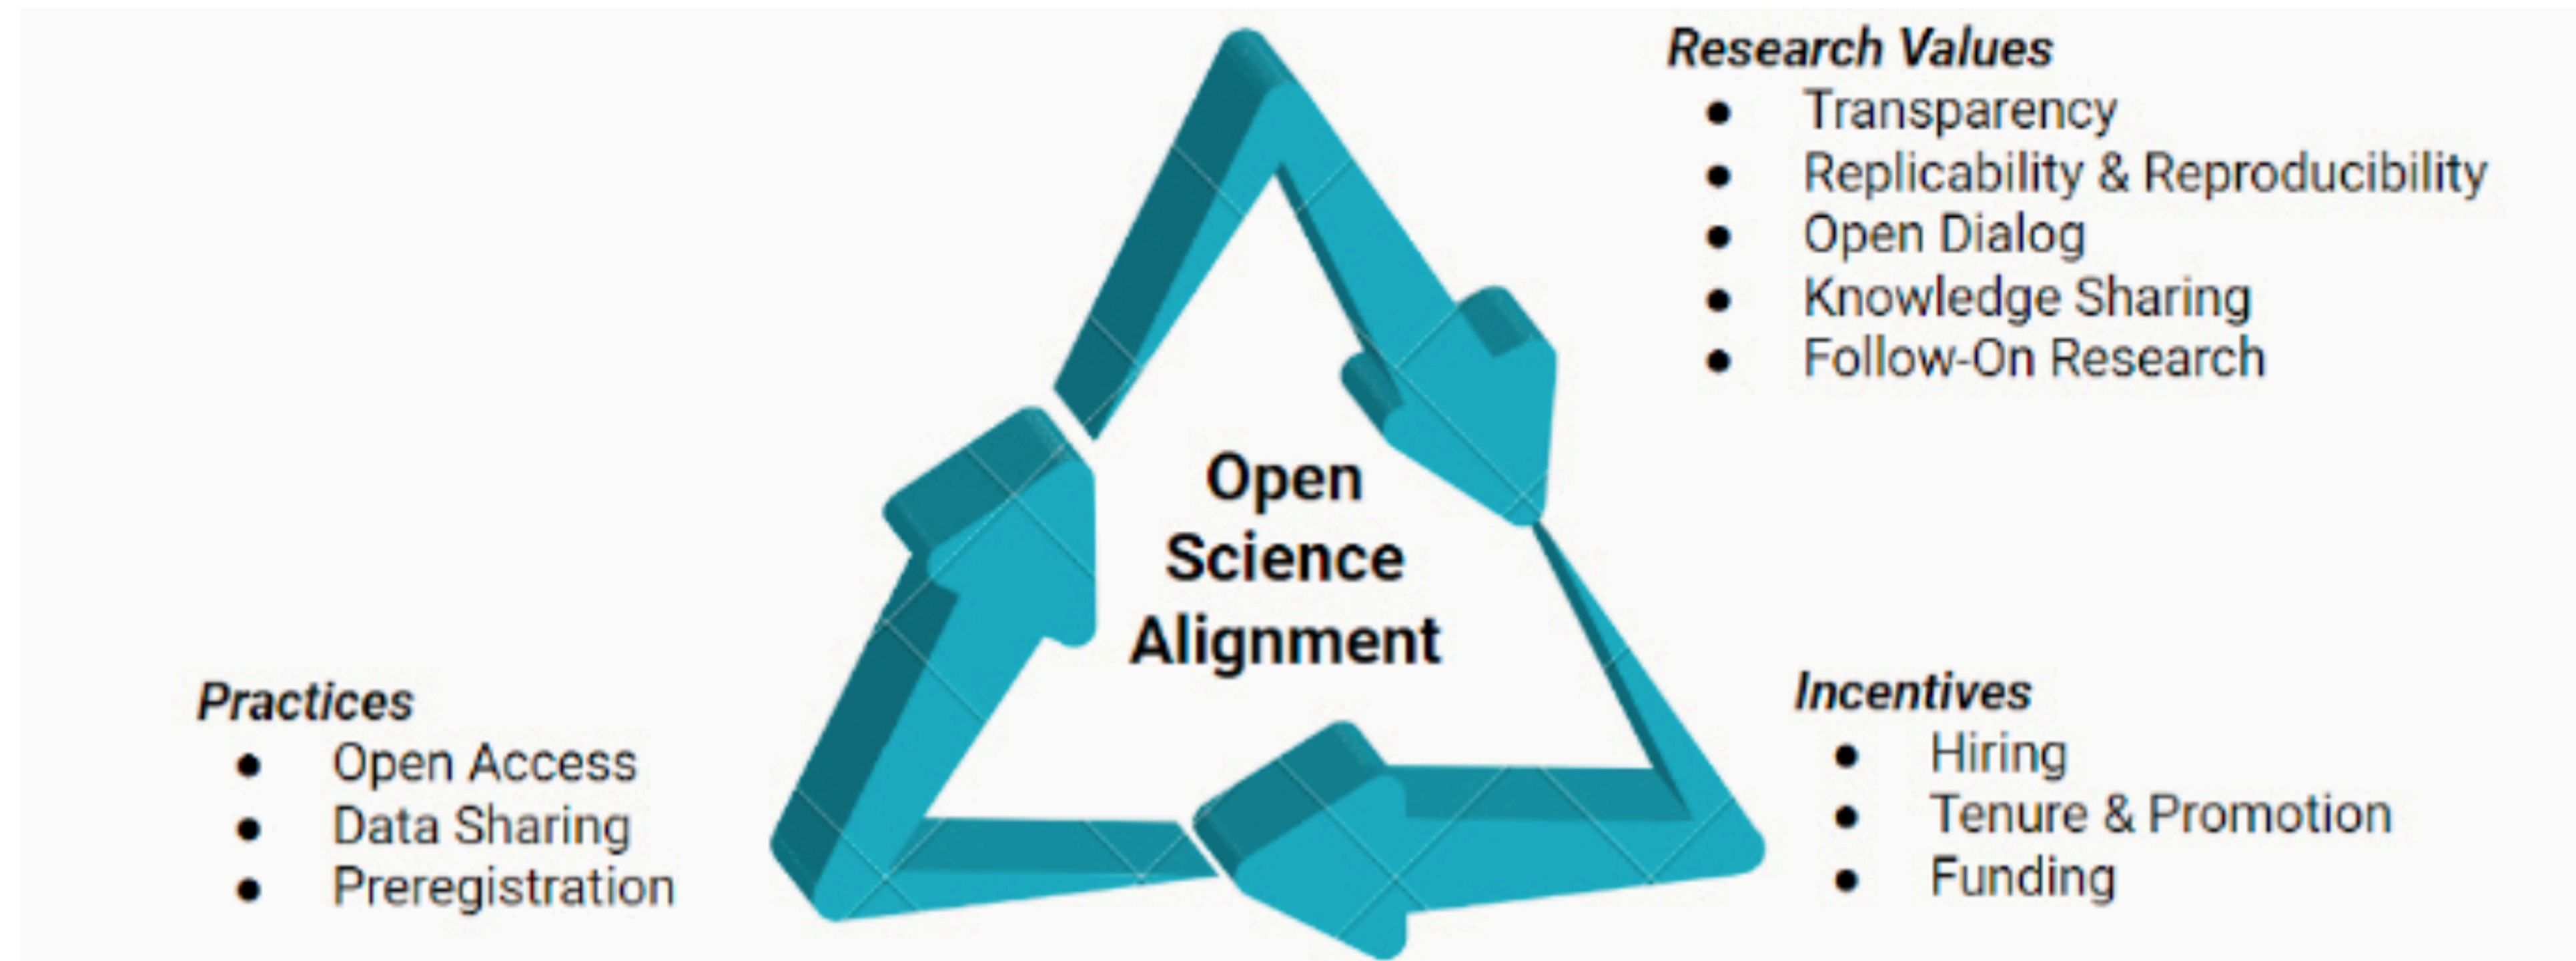 Research Values
● Transparency
● Replicability & Reproducibility
● Open Dialog
● Knowledge Sharing
● Follow-On Research
Open
Science
Alignment
Practices
● Open Access
● Data Sharing
● Preregistration
Incentives
● Hiring
● Tenure & Promotion
● Funding